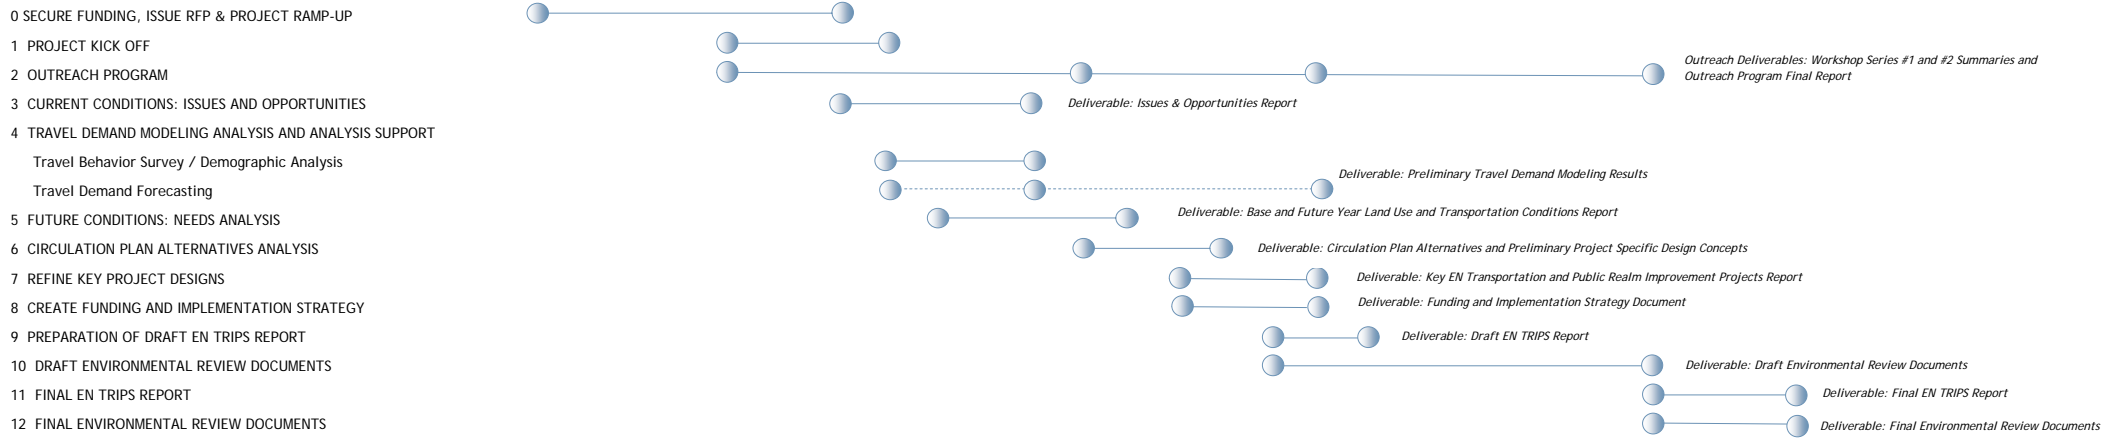 0 SECURE FUNDING, ISSUE RFP & PROJECT RAMP-UP
1 PROJECT KICK OFF
2 OUTREACH PROGRAM
Outreach Deliverables: Workshop Series #1 and #2 Summaries and
Outreach Program Final Report
3 CURRENT CONDITIONS: ISSUES AND OPPORTUNITIES
Deliverable: Issues & Opportunities Report
4 TRAVEL DEMAND MODELING ANALYSIS AND ANALYSIS SUPPORT
Travel Behavior Survey / Demographic Analysis
Travel Demand Forecasting
Deliverable: Preliminary Travel Demand Modeling Results
5 FUTURE CONDITIONS: NEEDS ANALYSIS
Deliverable: Base and Future Year Land Use and Transportation Conditions Report
6 CIRCULATION PLAN ALTERNATIVES ANALYSIS
Deliverable: Circulation Plan Alternatives and Preliminary Project Specific Design Concepts
7 REFINE KEY PROJECT DESIGNS
Deliverable: Key EN Transportation and Public Realm Improvement Projects Report
8 CREATE FUNDING AND IMPLEMENTATION STRATEGY
Deliverable: Funding and Implementation Strategy Document
9 PREPARATION OF DRAFT EN TRIPS REPORT
Deliverable: Draft EN TRIPS Report
10 DRAFT ENVIRONMENTAL REVIEW DOCUMENTS
Deliverable: Draft Environmental Review Documents
11 FINAL EN TRIPS REPORT
Deliverable: Final EN TRIPS Report
12 FINAL ENVIRONMENTAL REVIEW DOCUMENTS
Deliverable: Final Environmental Review Documents